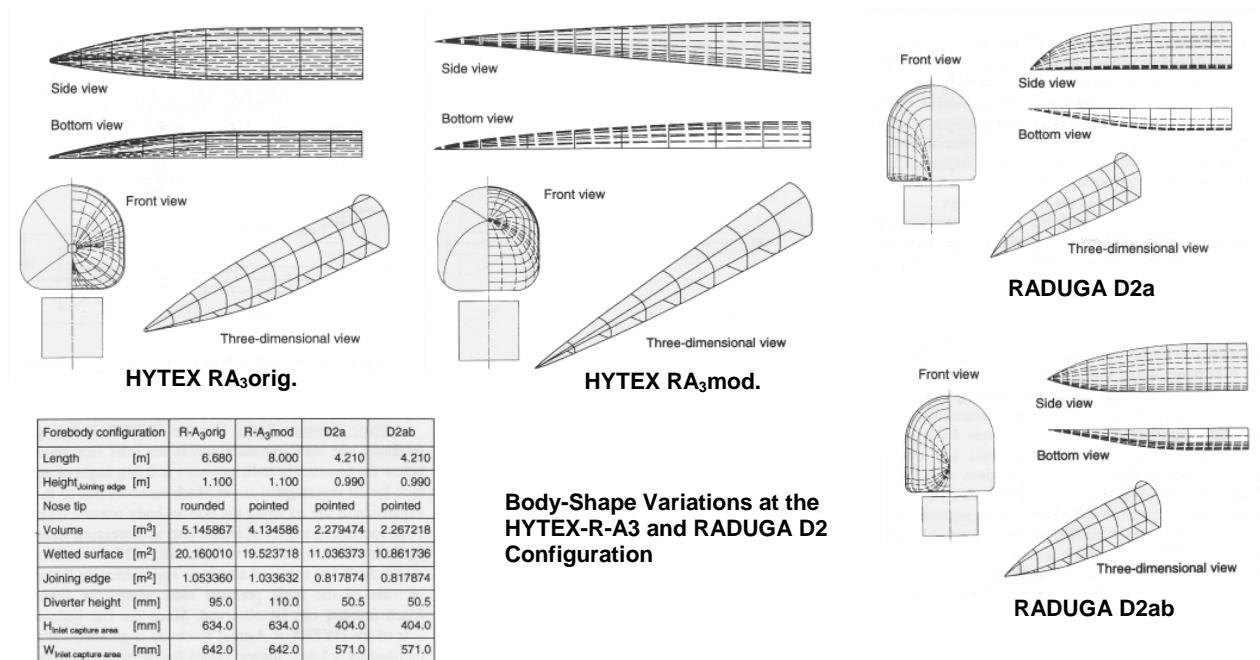 Side view
Bottom view
Front view
Three-dimensional view
HYTEX RA₃orig.
Side view
Bottom view
Front view
Three-dimensional view
HYTEX RA₃mod.
Front view
Side view
Bottom view
Three-dimensional view
RADUGA D2a
Front view
Side view
Bottom view
Three-dimensional view
RADUGA D2ab
Forebody configuration R-A₃orig R-A₃mod D2a D2ab
Length [m] 6.680 8.000 4.210 4.210
Height Joining edge [m] 1.100 1.100 0.990 0.990
Nose tip rounded pointed pointed pointed
Volume [m³] 5.145867 4.134586 2.279474 2.267218
Wetted surface [m²] 20.160010 19.523718 11.036373 10.861736
Joining edge [m²] 1.053360 1.033632 0.817874 0.817874
Diverter height [mm] 95.0 110.0 50.5 50.5
H Inlet capture area [mm] 634.0 634.0 404.0 404.0
W Inlet capture area [mm] 642.0 642.0 571.0 571.0
Body-Shape Variations at the
HYTEX-R-A3 and RADUGA D2
Configuration